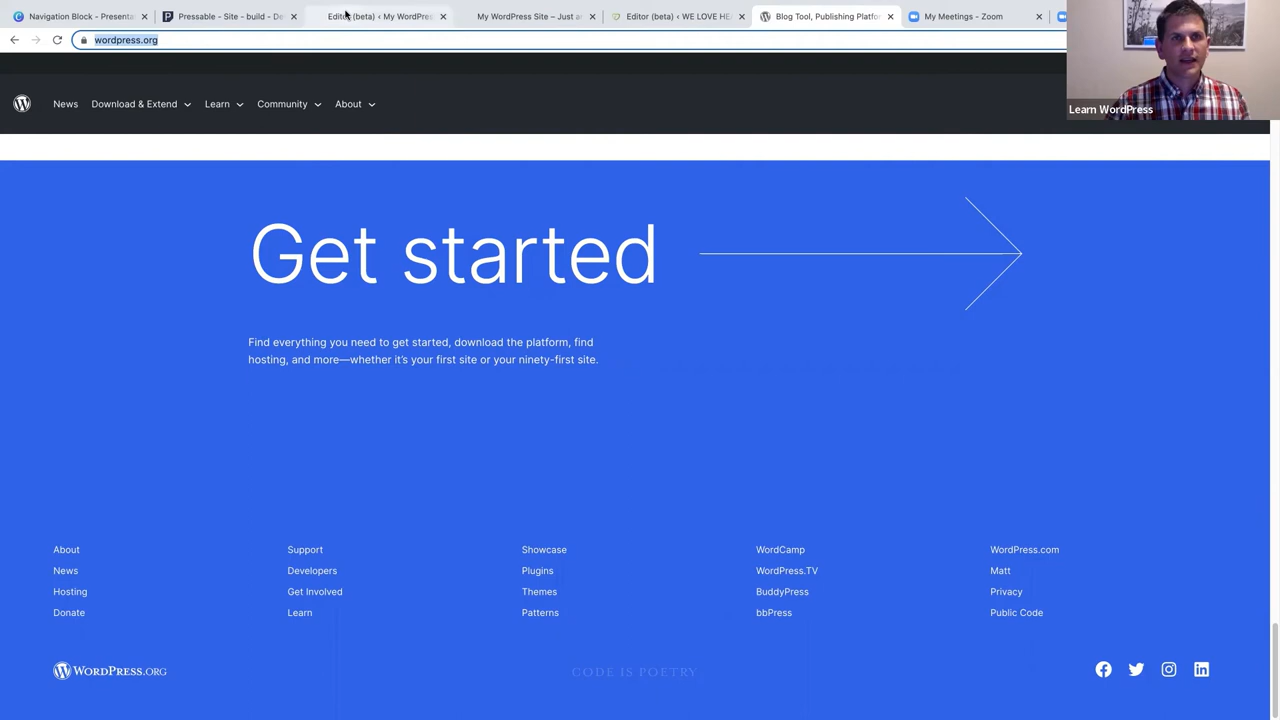 Navigation Block - Presenta
Pressable - Site - build - De
Editor (beta) ‹ My WordPres
My WordPress Site – Just an
Editor (beta) ‹ WE LOVE HE
Blog Tool, Publishing Platfo
My Meetings - Zoom
wordpress.org
News
Download & Extend
Learn
Community
About
Learn WordPress
Get started
Find everything you need to get started, download the platform, find
hosting, and more—whether it's your first site or your ninety-first site.
About
Support
Showcase
WordCamp
WordPress.com
News
Developers
Plugins
WordPress.TV
Matt
Hosting
Get Involved
Themes
BuddyPress
Privacy
Donate
Learn
Patterns
bbPress
Public Code
WORDPRESS.ORG
CODE IS POETRY